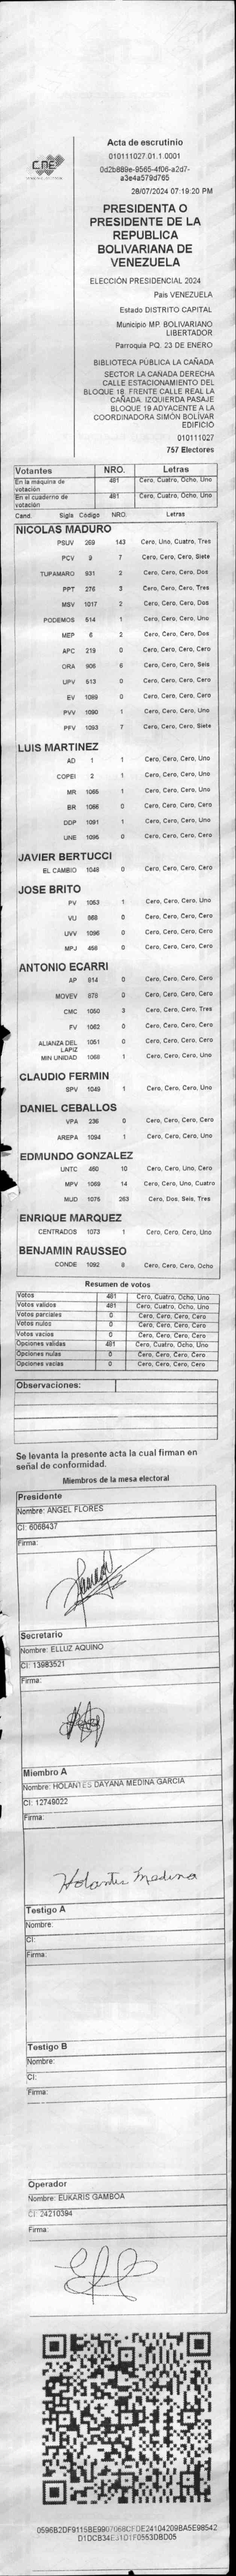 CNE
Acta de escrutinio
010111027.01.1.0001
0d2b889e-9565-4f06-a2d7-
a3e4a579d765
28/07/2024 07:19:20 PM
PRESIDENTA O
PRESIDENTE DE LA
REPUBLICA
BOLIVARIANA DE
VENEZUELA
ELECCIÓN PRESIDENCIAL 2024
País VENEZUELA
Estado DISTRITO CAPITAL
Municipio MP. BOLIVARIANO
LIBERTADOR
Parroquia PQ. 23 DE ENERO
BIBLIOTECA PÚBLICA LA CAÑADA
SECTOR LA CAÑADA DERECHA
CALLE ESTACIONAMIENTO DEL
BLOQUE 18. FRENTE CALLE REAL LA
CAÑADA. IZQUIERDA PASAJE
BLOQUE 19 ADYACENTE A LA
COORDINADORA SIMÓN BOLÍVAR
EDIFICIO
010111027
757 Electores
Votantes NRO. Letras
En la máquina de votación 481 Cero, Cuatro, Ocho, Uno
En el cuaderno de votación 481 Cero, Cuatro, Ocho, Uno
Cand. Sigla Código NRO. Letras
NICOLAS MADURO
PSUV 269 143 Cero, Uno, Cuatro, Tres
PCV 9 7 Cero, Cero, Cero, Siete
TUPAMARO 931 2 Cero, Cero, Cero, Dos
PPT 276 3 Cero, Cero, Cero, Tres
MSV 1017 2 Cero, Cero, Cero, Dos
PODEMOS 514 1 Cero, Cero, Cero, Uno
MEP 6 2 Cero, Cero, Cero, Dos
APC 219 0 Cero, Cero, Cero, Cero
ORA 906 6 Cero, Cero, Cero, Seis
UPV 513 0 Cero, Cero, Cero, Cero
EV 1089 0 Cero, Cero, Cero, Cero
PVV 1090 1 Cero, Cero, Cero, Uno
PFV 1093 7 Cero, Cero, Cero, Siete
LUIS MARTINEZ
AD 1 1 Cero, Cero, Cero, Uno
COPEI 2 1 Cero, Cero, Cero, Uno
MR 1065 1 Cero, Cero, Cero, Uno
BR 1066 0 Cero, Cero, Cero, Cero
DDP 1091 1 Cero, Cero, Cero, Uno
UNE 1095 0 Cero, Cero, Cero, Cero
JAVIER BERTUCCI
EL CAMBIO 1048 0 Cero, Cero, Cero, Cero
JOSE BRITO
PV 1053 1 Cero, Cero, Cero, Uno
VU 868 0 Cero, Cero, Cero, Cero
UVV 1096 0 Cero, Cero, Cero, Cero
MPJ 456 0 Cero, Cero, Cero, Cero
ANTONIO ECARRI
AP 814 0 Cero, Cero, Cero, Cero
MOVEV 878 0 Cero, Cero, Cero, Cero
CMC 1050 3 Cero, Cero, Cero, Tres
FV 1062 0 Cero, Cero, Cero, Cero
ALIANZA DEL LAPIZ 1051 0 Cero, Cero, Cero, Cero
MIN UNIDAD 1068 1 Cero, Cero, Cero, Uno
CLAUDIO FERMIN
SPV 1049 1 Cero, Cero, Cero, Uno
DANIEL CEBALLOS
VPA 236 0 Cero, Cero, Cero, Cero
AREPA 1094 1 Cero, Cero, Cero, Uno
EDMUNDO GONZALEZ
UNTC 460 10 Cero, Cero, Uno, Cero
MPV 1069 14 Cero, Cero, Uno, Cuatro
MUD 1075 263 Cero, Dos, Seis, Tres
ENRIQUE MARQUEZ
CENTRADOS 1073 1 Cero, Cero, Cero, Uno
BENJAMIN RAUSSEO
CONDE 1092 8 Cero, Cero, Cero, Ocho
Resumen de votos
Votos 481 Cero, Cuatro, Ocho, Uno
Votos validos 481 Cero, Cuatro, Ocho, Uno
Votos parciales 0 Cero, Cero, Cero, Cero
Votos nulos 0 Cero, Cero, Cero, Cero
Votos vacios 0 Cero, Cero, Cero, Cero
Opciones validas 481 Cero, Cuatro, Ocho, Uno
Opciones nulas 0 Cero, Cero, Cero, Cero
Opciones vacias 0 Cero, Cero, Cero, Cero
Observaciones:
Se levanta la presente acta la cual firman en
señal de conformidad.
Miembros de la mesa electoral
Presidente
Nombre: ANGEL FLORES
CI: 6068437
Firma:
Secretario
Nombre: ELLUZ AQUINO
CI: 13983521
Firma:
Miembro A
Nombre: HOLANTES DAYANA MEDINA GARCIA
CI: 12749022
Firma:
Holantes Medina
Testigo A
Nombre:
CI:
Firma:
Testigo B
Nombre:
CI:
Firma:
Operador
Nombre: EUKARIS GAMBOA
CI: 24210394
Firma:
0596B2DF9115BE9907068CFDE24104209BA5E98542